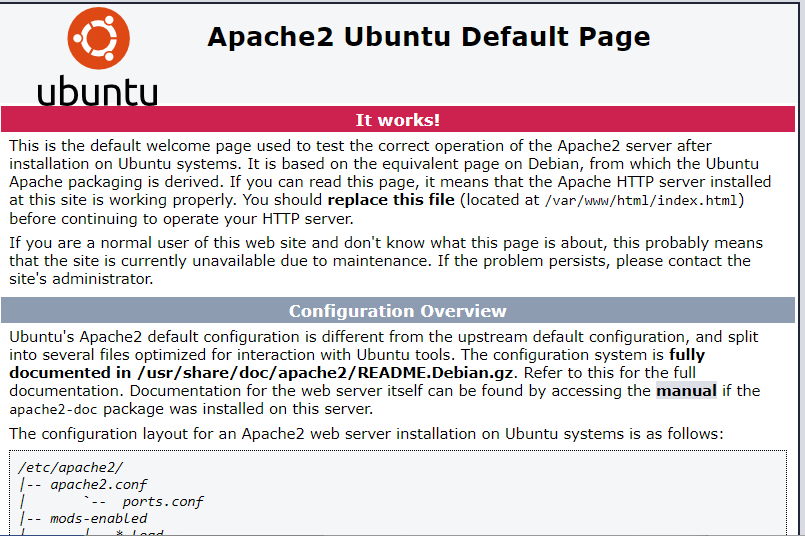 Apache2 Ubuntu Default Page
ubuntu
It works!
This is the default welcome page used to test the correct operation of the Apache2 server after
installation on Ubuntu systems. It is based on the equivalent page on Debian, from which the Ubuntu
Apache packaging is derived. If you can read this page, it means that the Apache HTTP server installed
at this site is working properly. You should replace this file (located at /var/www/html/index.html)
before continuing to operate your HTTP server.
If you are a normal user of this web site and don't know what this page is about, this probably means
that the site is currently unavailable due to maintenance. If the problem persists, please contact the
site's administrator.
Configuration Overview
Ubuntu's Apache2 default configuration is different from the upstream default configuration, and split
into several files optimized for interaction with Ubuntu tools. The configuration system is fully
documented in /usr/share/doc/apache2/README.Debian.gz. Refer to this for the full
documentation. Documentation for the web server itself can be found by accessing the manual if the
apache2-doc package was installed on this server.
The configuration layout for an Apache2 web server installation on Ubuntu systems is as follows:
/etc/apache2/
|-- apache2.conf
|       `--  ports.conf
|-- mods-enabled